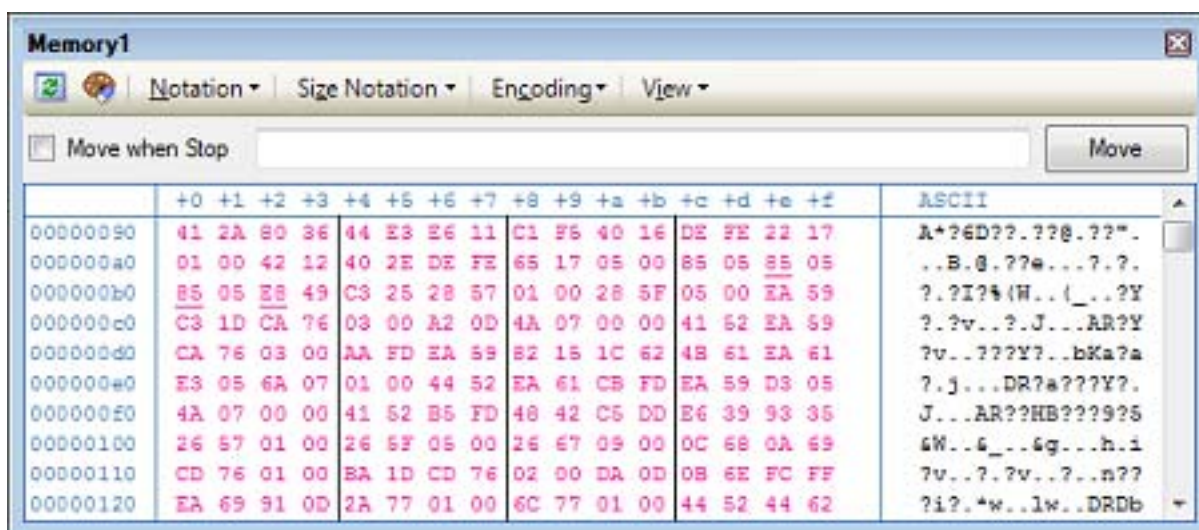 Memory1
Notation Size Notation Encoding View
Move when Stop Move
+0 +1 +2 +3 +4 +5 +6 +7 +8 +9 +a +b +c +d +e +f ASCII
00000090 41 2A 80 36 44 E3 E6 11 C1 F5 40 16 DE FE 22 17 A*?6D??.??@.??".
000000a0 01 00 42 12 40 2E DE FE 65 17 05 00 85 05 85 05 ..B.@.??e...?.?.
000000b0 85 05 E8 49 C3 25 28 57 01 00 28 5F 05 00 EA 59 ?.?I?%(W..(_..?Y
000000c0 C3 1D CA 76 03 00 A2 0D 4A 07 00 00 41 52 EA 59 ?.?v..?.J...AR?Y
000000d0 CA 76 03 00 AA FD EA 59 82 15 1C 62 4B 61 EA 61 ?v..???Y?..bKa?a
000000e0 E3 05 6A 07 01 00 44 52 EA 61 CB FD EA 59 D3 05 ?.j...DR?a???Y?.
000000f0 4A 07 00 00 41 52 B5 FD 48 42 C5 DD E6 39 93 35 J...AR??HB???9?5
00000100 26 57 01 00 26 5F 05 00 26 67 09 00 0C 68 0A 69 &W..&_..&g...h.i
00000110 CD 76 01 00 BA 1D CD 76 02 00 DA 0D 0B 6E FC FF ?v..?.?v..?..n??
00000120 EA 69 91 0D 2A 77 01 00 6C 77 01 00 44 52 44 62 ?i?.*w..lw..DRDb